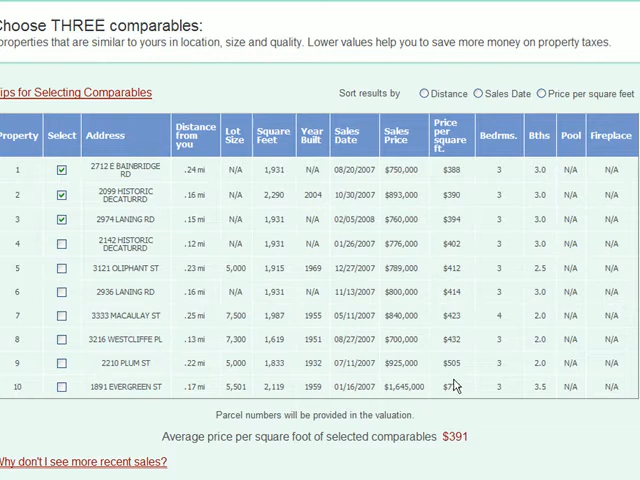 Choose THREE comparables:
properties that are similar to yours in location, size and quality. Lower values help you to save more money on property taxes.
Tips for Selecting Comparables Sort results by Distance Sales Date Price per square feet
Property Select Address Distance from you Lot Size Square Feet Year Built Sales Date Sales Price Price per square ft. Bedrms. Bths Pool Fireplace
1 2712 E BAINBRIDGE RD .24 mi N/A 1,931 N/A 08/20/2007 $750,000 $388 3 3.0 N/A N/A
2 2099 HISTORIC DECATURRD .16 mi N/A 2,290 2004 10/30/2007 $893,000 $390 3 3.0 N/A N/A
3 2974 LANING RD .15 mi N/A 1,931 N/A 02/05/2008 $760,000 $394 3 3.0 N/A N/A
4 2142 HISTORIC DECATURRD .12 mi N/A 1,931 N/A 01/26/2007 $776,000 $402 3 3.0 N/A N/A
5 3121 OLIPHANT ST .23 mi 5,000 1,915 1969 12/27/2007 $789,000 $412 3 2.5 N/A N/A
6 2936 LANING RD .16 mi N/A 1,931 N/A 11/13/2007 $800,000 $414 3 3.0 N/A N/A
7 3333 MACAULAY ST .25 mi 7,500 1,987 1955 05/11/2007 $840,000 $423 4 2.0 N/A N/A
8 3216 WESTCLIFFE PL .13 mi 7,300 1,619 1951 08/27/2007 $700,000 $432 3 2.0 N/A N/A
9 2210 PLUM ST .22 mi 5,000 1,833 1932 07/11/2007 $925,000 $505 3 2.0 N/A N/A
10 1891 EVERGREEN ST .17 mi 5,501 2,119 1959 01/16/2007 $1,645,000 3 3.5 N/A N/A
Parcel numbers will be provided in the valuation.
Average price per square foot of selected comparables $391
Why don't I see more recent sales?